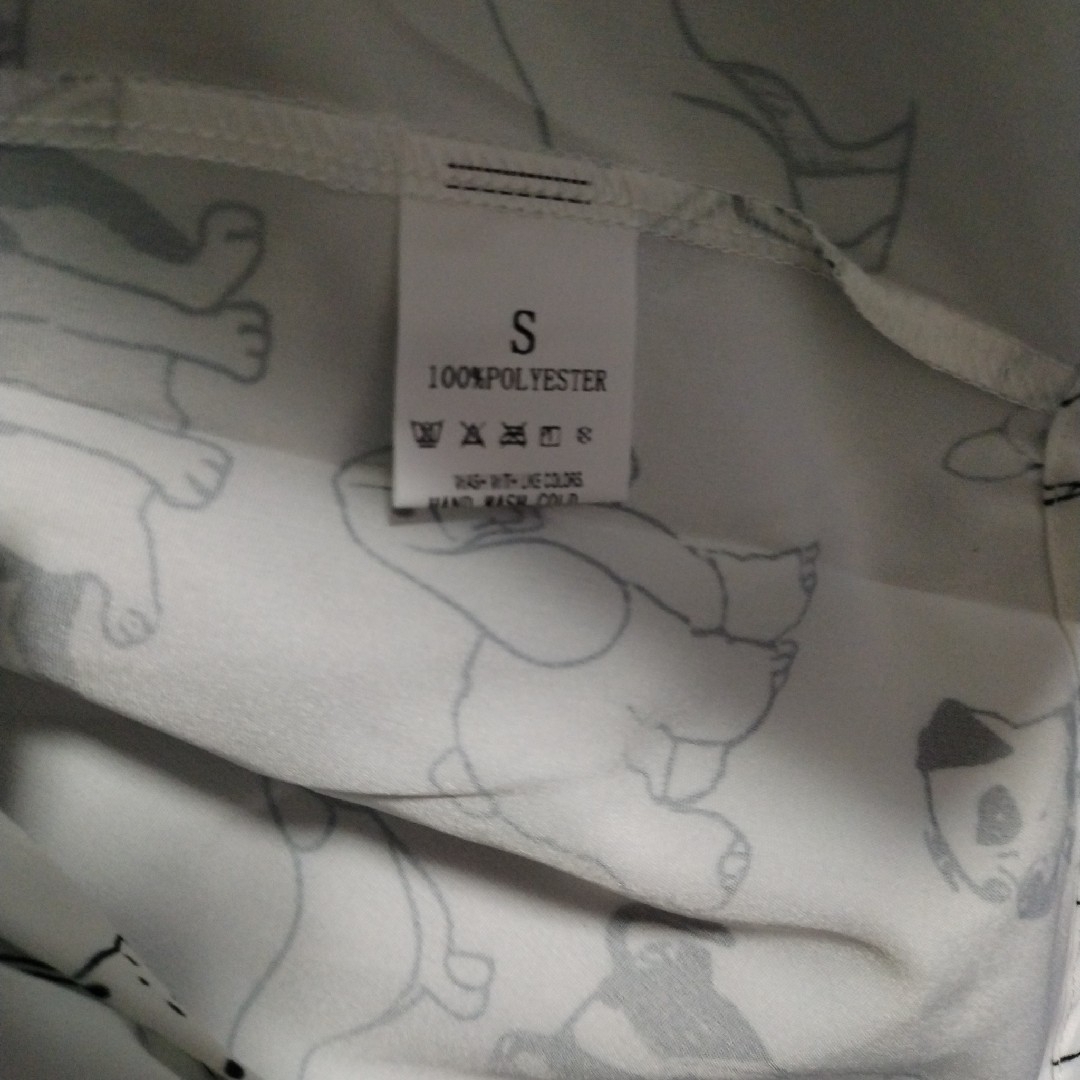 S
100%POLYESTER
WASH WITH LIKE COLORS
HAND WASH COLD